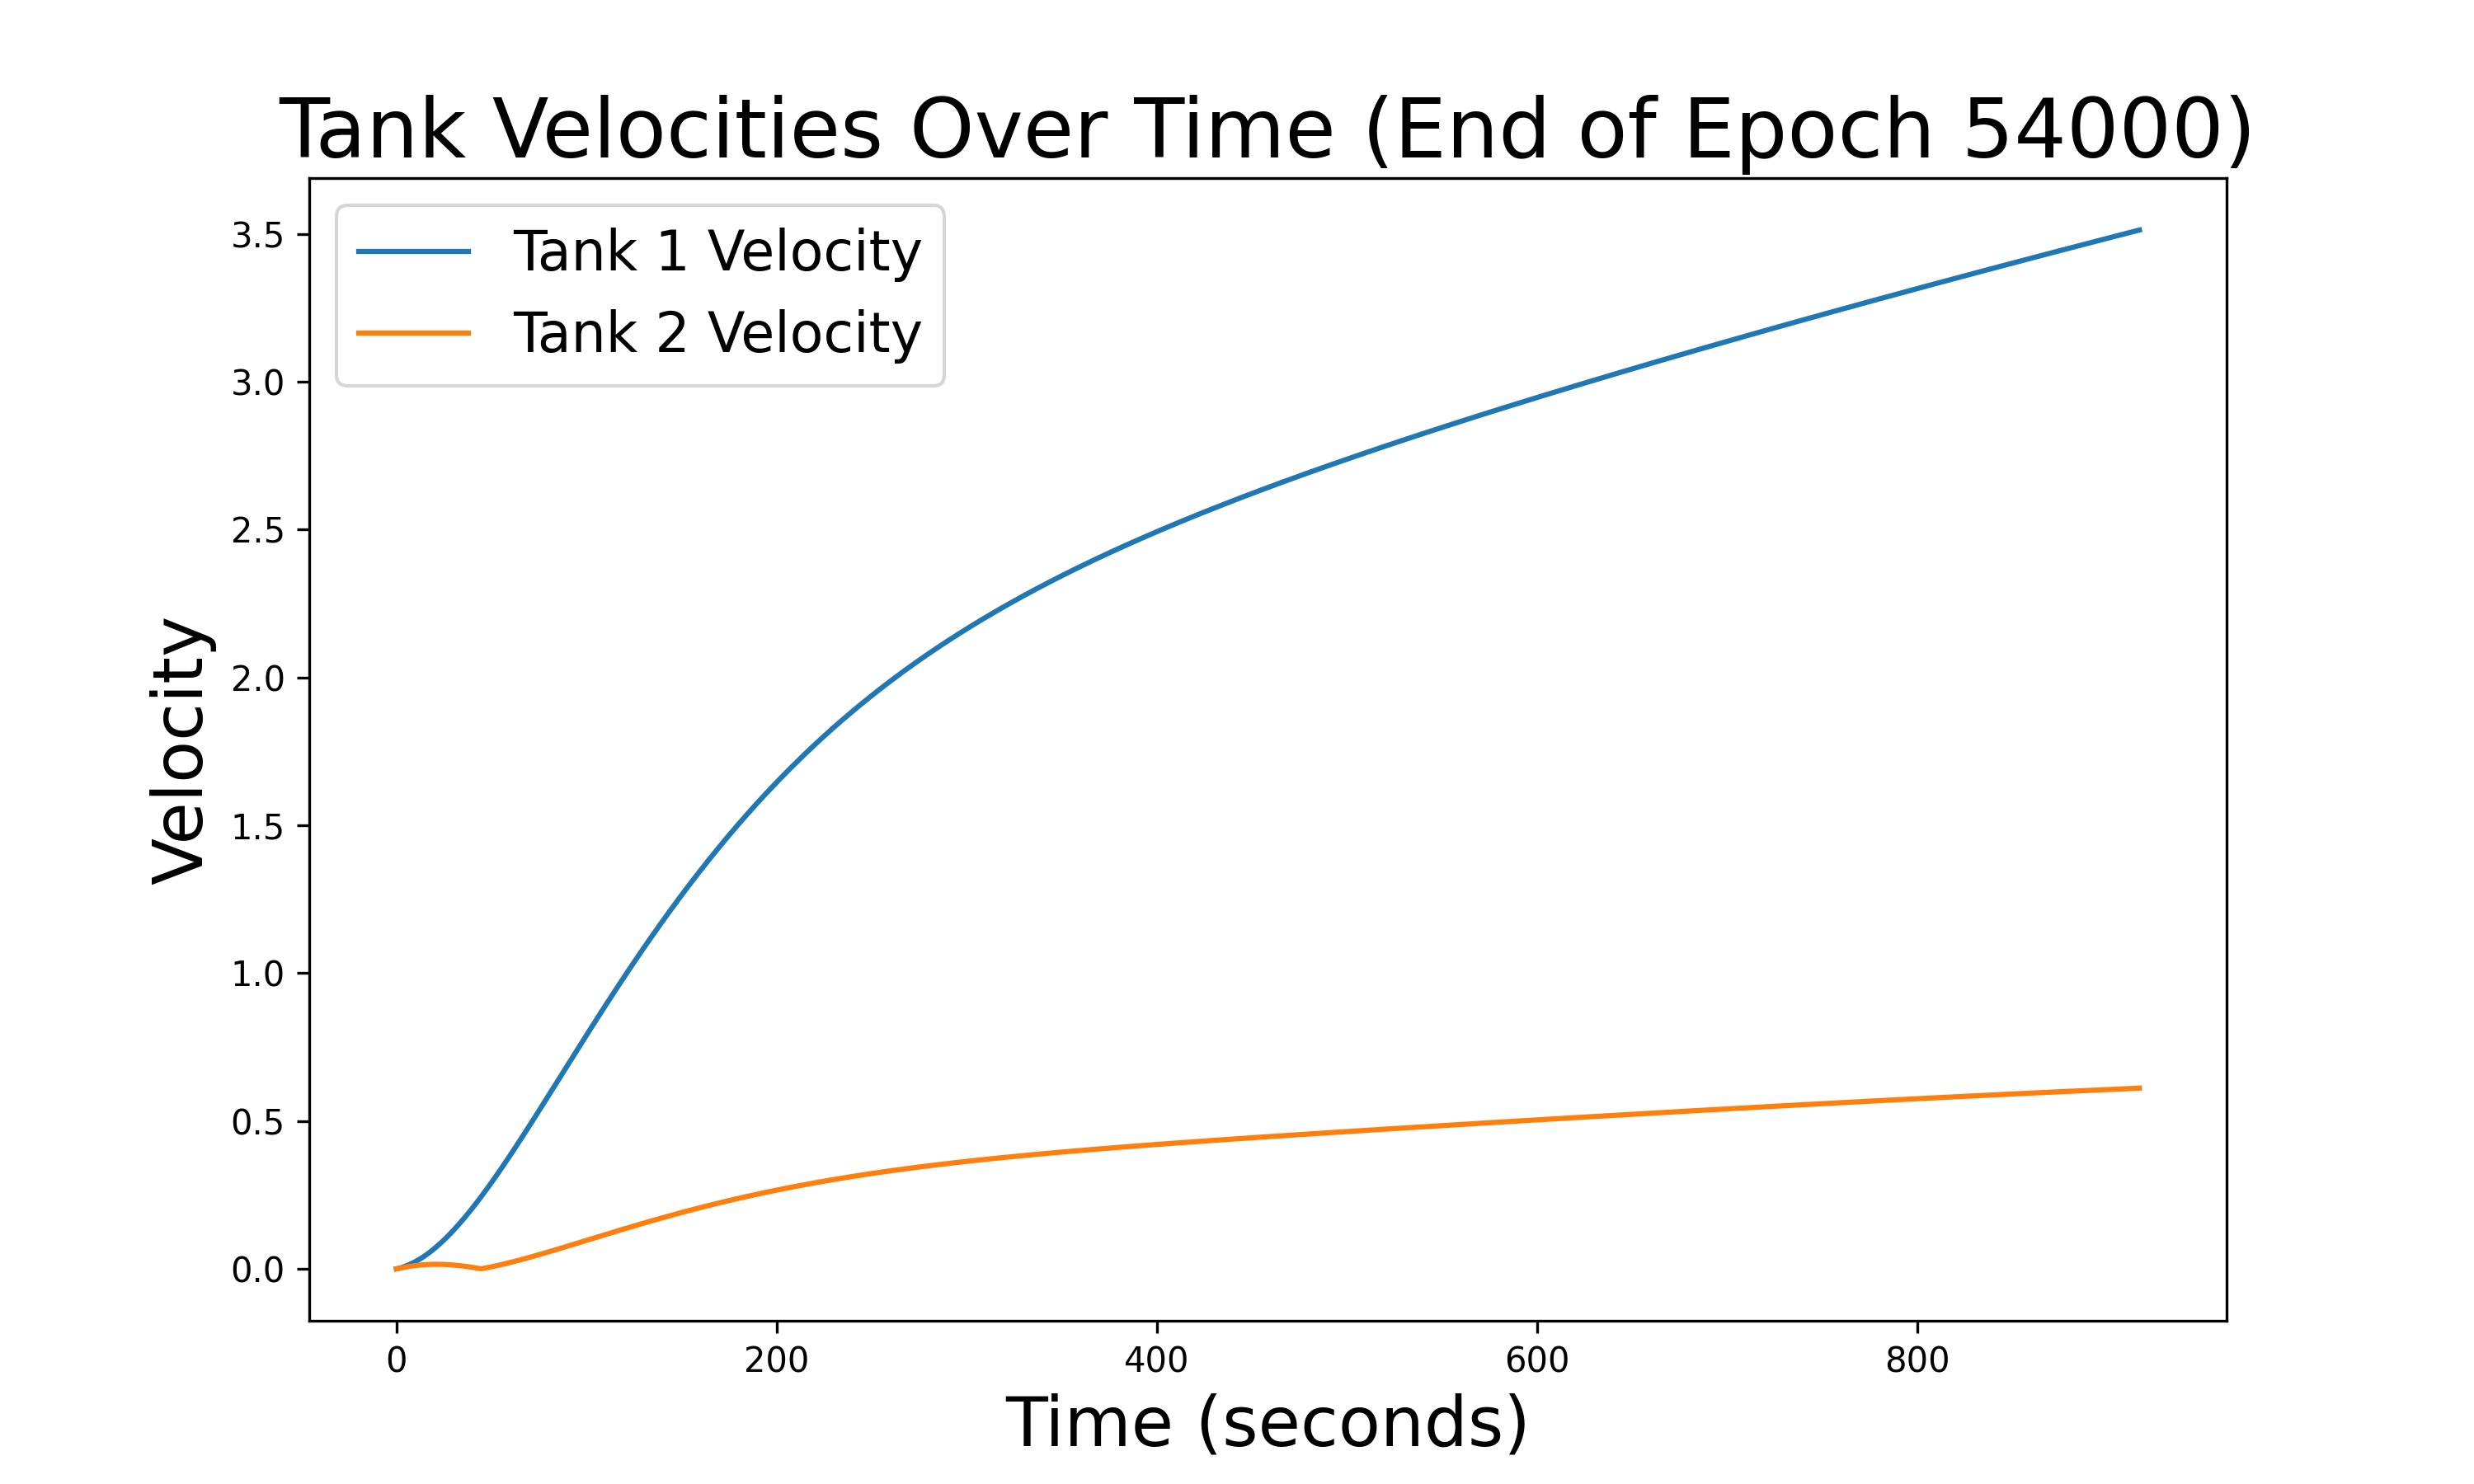 Tank Velocities Over Time (End of Epoch 54000)
Tank 1 Velocity
Tank 2 Velocity
Velocity
3.5
3.0
2.5
2.0
1.5
1.0
0.5
0.0
0 200 400 600 800
Time (seconds)